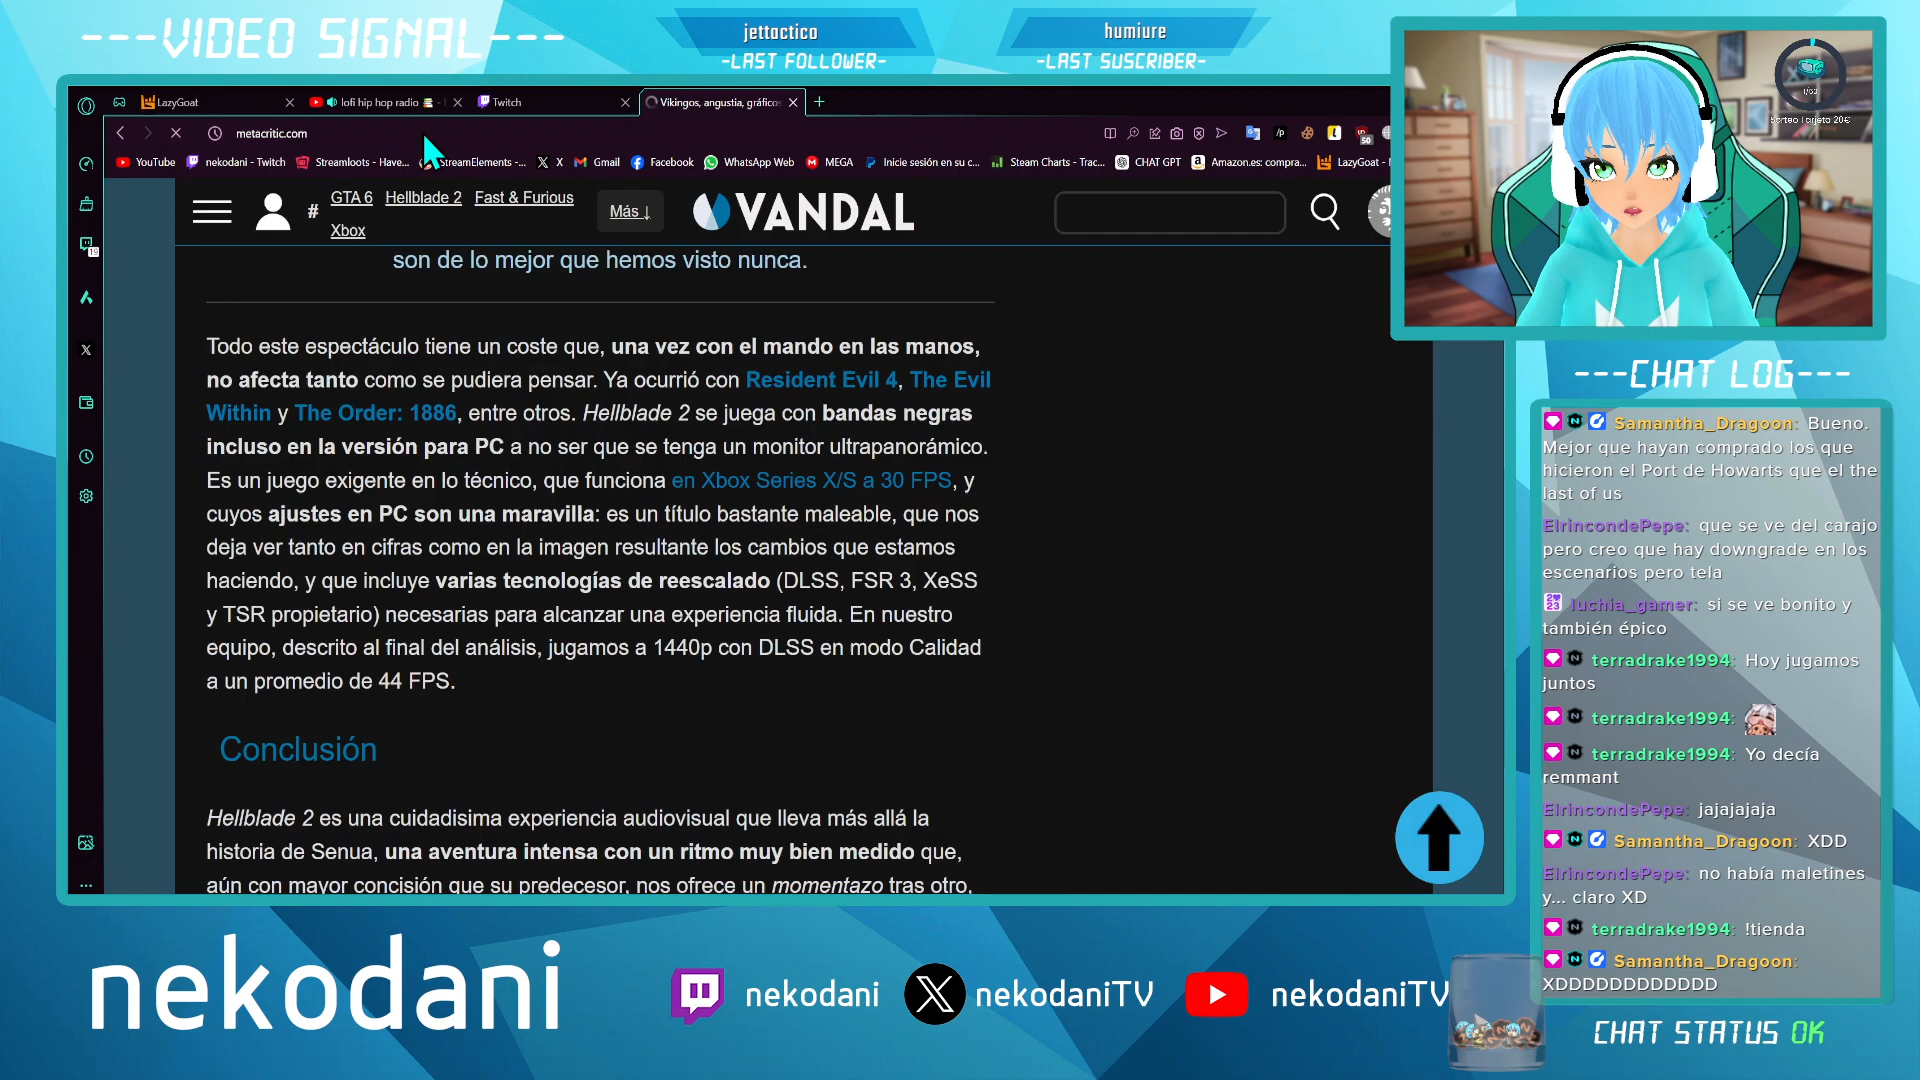 ---VIDEO SIGNAL---
jettactico
-LAST FOLLOWER-
humiure
-LAST SUSCRIBER-
1/50
Sorteo Tarjeta 20€
LazyGoat
lofi hip hop radio
Twitch
Vikingos, angustia, gráficos
metacritic.com
50
YouTube
nekodani - Twitch
Streamloots - Have...
StreamElements -...
X
Gmail
Facebook
WhatsApp Web
MEGA
Inicie sesión en su c...
Steam Charts - Trac...
CHAT GPT
Amazon.es: compra...
LazyGoat -
19
# GTA 6 Hellblade 2 Fast & Furious
Xbox
Más ↓
VANDAL
son de lo mejor que hemos visto nunca.
Todo este espectáculo tiene un coste que, una vez con el mando en las manos,
no afecta tanto como se pudiera pensar. Ya ocurrió con Resident Evil 4, The Evil
Within y The Order: 1886, entre otros. Hellblade 2 se juega con bandas negras
incluso en la versión para PC a no ser que se tenga un monitor ultrapanorámico.
Es un juego exigente en lo técnico, que funciona en Xbox Series X/S a 30 FPS, y
cuyos ajustes en PC son una maravilla: es un título bastante maleable, que nos
deja ver tanto en cifras como en la imagen resultante los cambios que estamos
haciendo, y que incluye varias tecnologías de reescalado (DLSS, FSR 3, XeSS
y TSR propietario) necesarias para alcanzar una experiencia fluida. En nuestro
equipo, descrito al final del análisis, jugamos a 1440p con DLSS en modo Calidad
a un promedio de 44 FPS.
Conclusión
Hellblade 2 es una cuidadisima experiencia audiovisual que lleva más allá la
historia de Senua, una aventura intensa con un ritmo muy bien medido que,
aún con mayor concisión que su predecesor, nos ofrece un momentazo tras otro,
---CHAT LOG---
Samantha_Dragoon: Bueno.
Mejor que hayan comprado los que
hicieron el Port de Howarts que el the
last of us
ElrincondePepe: que se ve del carajo
pero creo que hay downgrade en los
escenarios pero tela
luchia_gamer: si se ve bonito y
también épico
terradrake1994: Hoy jugamos
juntos
terradrake1994:
terradrake1994: Yo decía
remmant
ElrincondePepe: jajajajaja
Samantha_Dragoon: XDD
ElrincondePepe: no había maletines
y... claro XD
terradrake1994: !tienda
Samantha_Dragoon:
XDDDDDDDDDDDD
CHAT STATUS OK
nekodani
nekodani
nekodaniTV
nekodaniTV